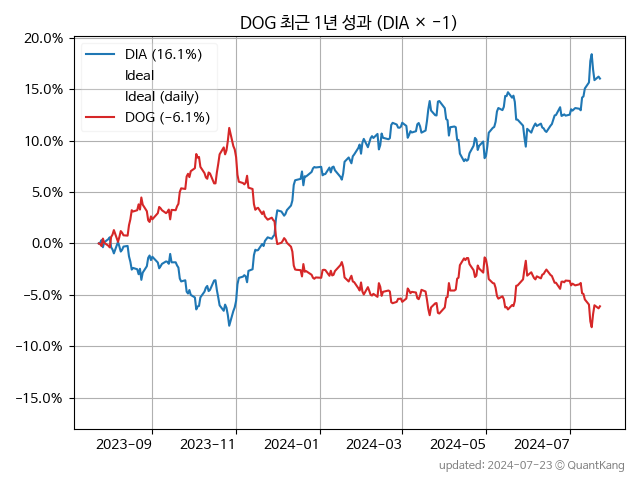 DOG 최근 1년 성과 (DIA × -1)
20.0%
15.0%
10.0%
5.0%
0.0%
−5.0%
−10.0%
−15.0%
DIA (16.1%)
Ideal
Ideal (daily)
DOG (-6.1%)
2023-09 2023-11 2024-01 2024-03 2024-05 2024-07
updated: 2024-07-23 © QuantKang